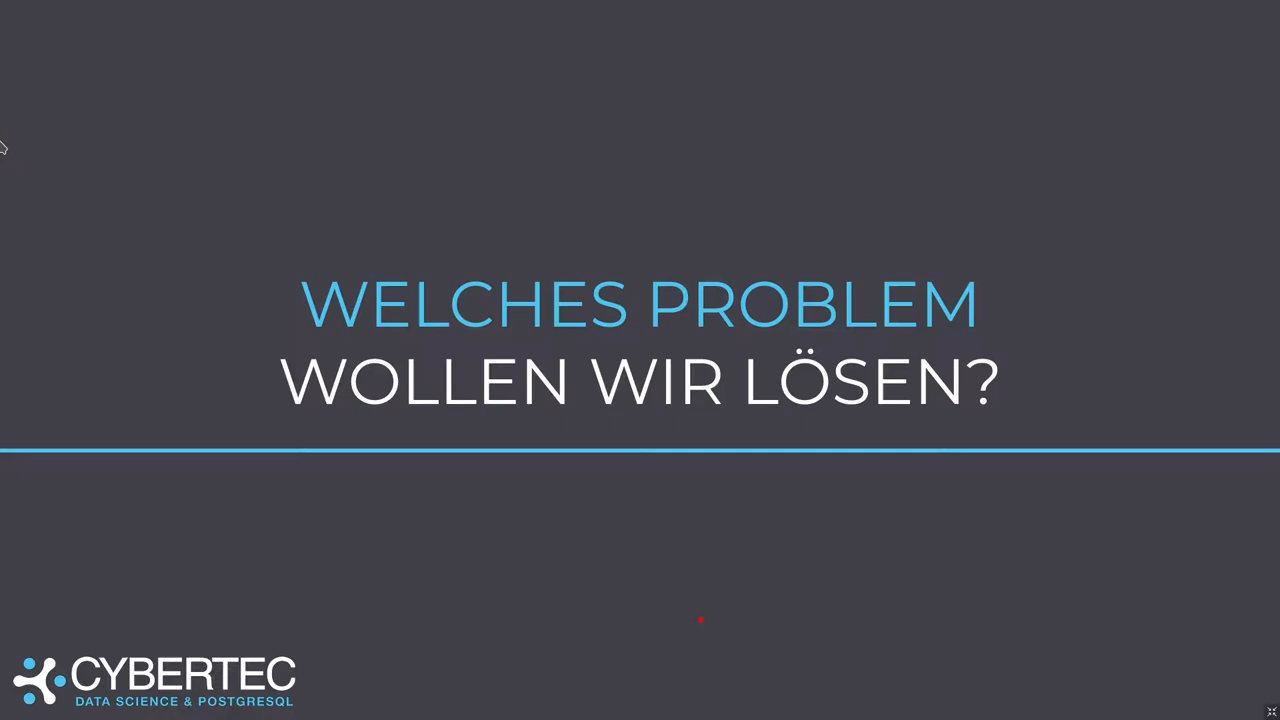 WELCHES PROBLEM
WOLLEN WIR LÖSEN?
CYBERTEC
DATA SCIENCE & POSTGRESQL